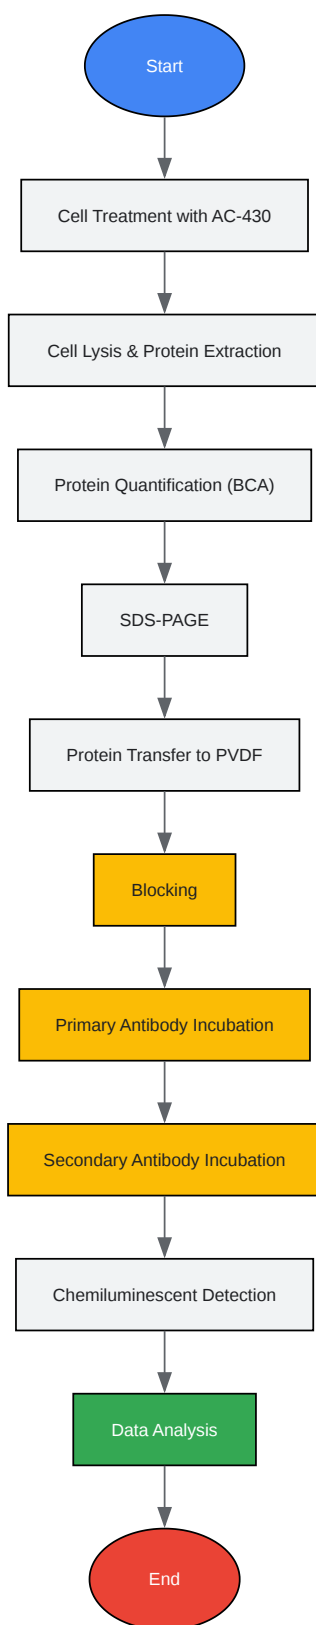 Start
Cell Treatment with AC-430
Cell Lysis & Protein Extraction
Protein Quantification (BCA)
SDS-PAGE
Protein Transfer to PVDF
Blocking
Primary Antibody Incubation
Secondary Antibody Incubation
Chemiluminescent Detection
Data Analysis
End